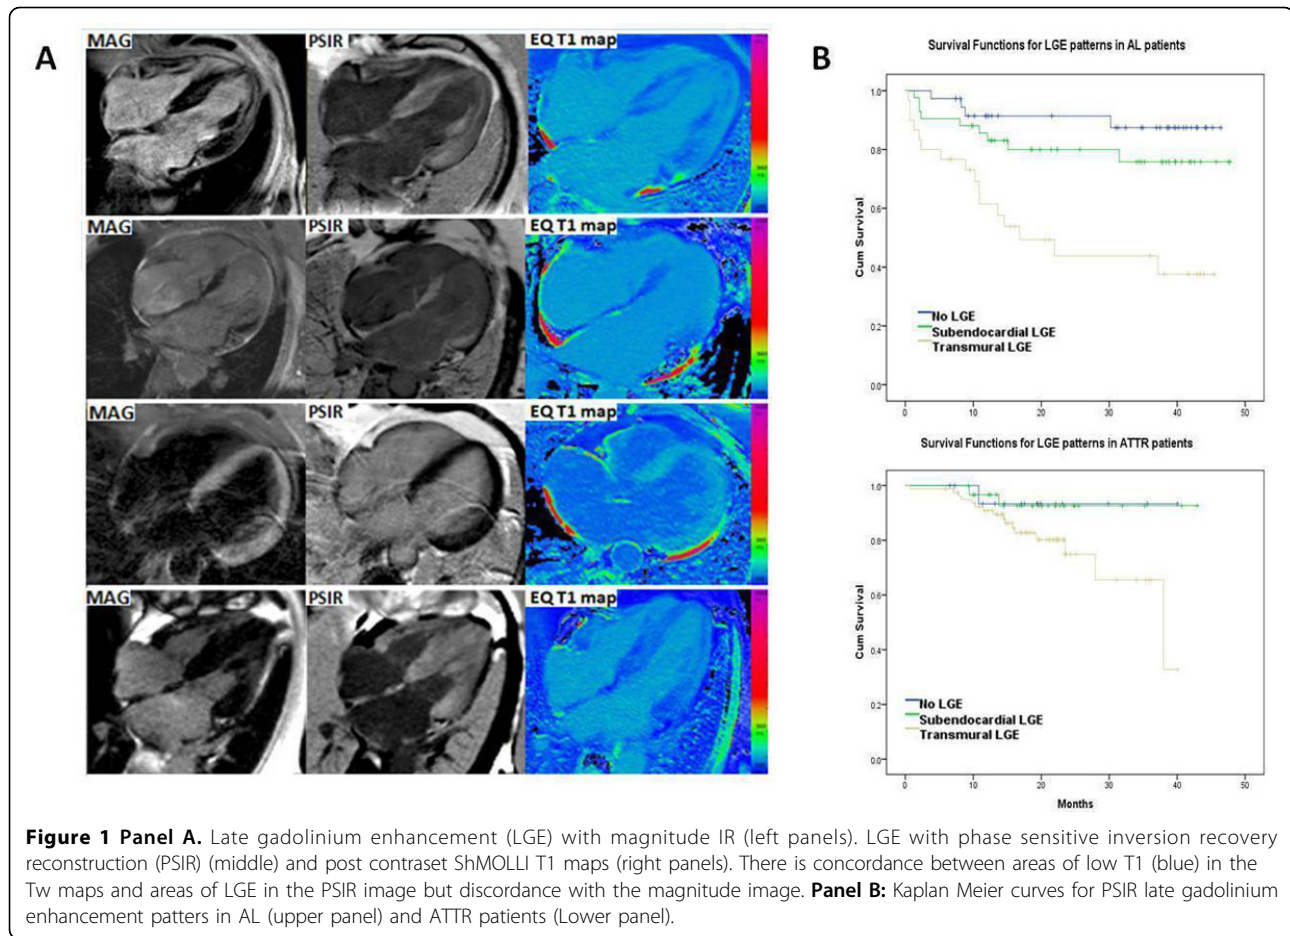 A
MAG
PSIR
EQ T1 map
MAG
PSIR
EQ T1 map
MAG
PSIR
EQ T1 map
MAG
PSIR
EQ T1 map
B
Survival Functions for LGE patterns in AL patients
Cum Survival
1.0
0.8
0.6
0.4
0.2
0.0
No LGE
Subendocardial LGE
Transmural LGE
0 10 20 30 40 50
Survival Functions for LGE patterns in ATTR patients
Cum Survival
1.0
0.8
0.6
0.4
0.2
0.0
No LGE
Subendocardial LGE
Transmural LGE
0 10 20 30 40 50
Months
Figure 1 Panel A. Late gadolinium enhancement (LGE) with magnitude IR (left panels). LGE with phase sensitive inversion recovery
reconstruction (PSIR) (middle) and post contraset ShMOLLI T1 maps (right panels). There is concordance between areas of low T1 (blue) in the
Tw maps and areas of LGE in the PSIR image but discordance with the magnitude image. Panel B: Kaplan Meier curves for PSIR late gadolinium
enhancement patters in AL (upper panel) and ATTR patients (Lower panel).